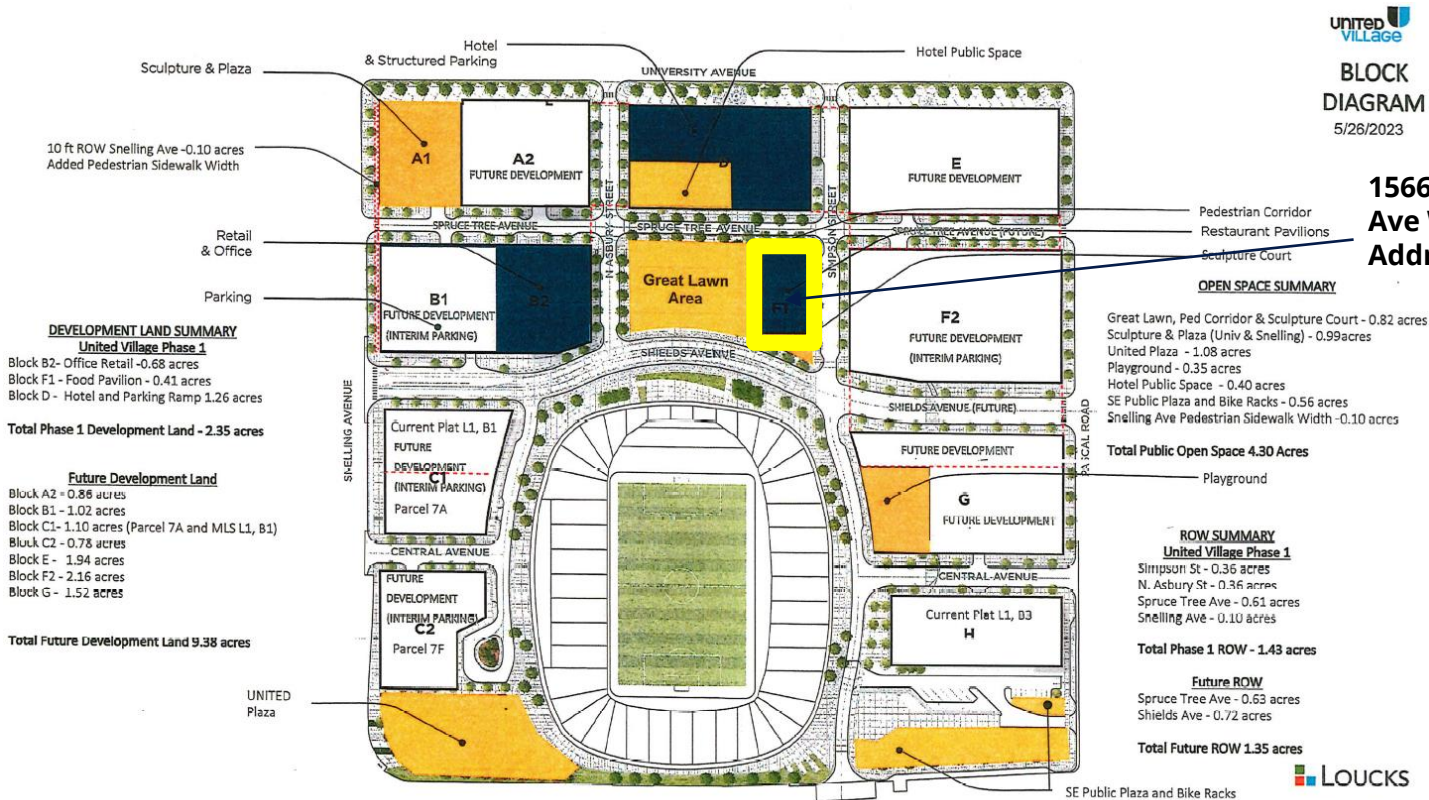 UNITED
VILLAGE
BLOCK
DIAGRAM
5/26/2023
Hotel
& Structured Parking
Hotel Public Space
Sculpture & Plaza
UNIVERSITY AVENUE
10 ft ROW Snelling Ave -0.10 acres
Added Pedestrian Sidewalk Width
A1
A2
FUTURE DEVELOPMENT
D
E
FUTURE DEVELOPMENT
1566
Ave
Pedestrian Corridor
Restaurant Pavilions
Sculpture Court
Retail
& Office
SPRUCE TREE AVENUE
N ASBURY STREET
SPRUCE TREE AVENUE
SIMPSON STREET
SPRUCE TREE AVENUE (FUTURE)
Parking
B1
FUTURE DEVELOPMENT
(INTERIM PARKING)
B2
Great Lawn
Area
F1
F2
FUTURE DEVELOPMENT
(INTERIM PARKING)
SHIELDS AVENUE
SHIELDS AVENUE (FUTURE)
DEVELOPMENT LAND SUMMARY
United Village Phase 1
Block B2- Office Retail -0.68 acres
Block F1 - Food Pavilion - 0.41 acres
Block D - Hotel and Parking Ramp 1.26 acres
Total Phase 1 Development Land - 2.35 acres
Future Development Land
Block A2 - 0.86 acres
Block B1 - 1.02 acres
Block C1- 1.10 acres (Parcel 7A and MLS L1, B1)
Block C2 - 0.78 acres
Block E - 1.94 acres
Block F2 - 2.16 acres
Block G - 1.52 acres
Total Future Development Land 9.38 acres
SNELLING AVENUE
Current Plat L1, B1
FUTURE
DEVELOPMENT
C1
(INTERIM PARKING)
Parcel 7A
CENTRAL AVENUE
FUTURE
DEVELOPMENT
(INTERIM PARKING)
C2
Parcel 7F
UNITED
Plaza
PASCAL ROAD
FUTURE DEVELOPMENT
G
FUTURE DEVELOPMENT
Playground
CENTRAL AVENUE
Current Plat L1, B3
H
SE Public Plaza and Bike Racks
OPEN SPACE SUMMARY
Great Lawn, Ped Corridor & Sculpture Court - 0.82 acres
Sculpture & Plaza (Univ & Snelling) - 0.99acres
United Plaza - 1.08 acres
Playground - 0.35 acres
Hotel Public Space - 0.40 acres
SE Public Plaza and Bike Racks - 0.56 acres
Snelling Ave Pedestrian Sidewalk Width -0.10 acres
Total Public Open Space 4.30 Acres
ROW SUMMARY
United Village Phase 1
Simpson St - 0.36 acres
N. Asbury St - 0.36 acres
Spruce Tree Ave - 0.61 acres
Snelling Ave - 0.10 acres
Total Phase 1 ROW - 1.43 acres
Future ROW
Spruce Tree Ave - 0.63 acres
Shields Ave - 0.72 acres
Total Future ROW 1.35 acres
LOUCKS